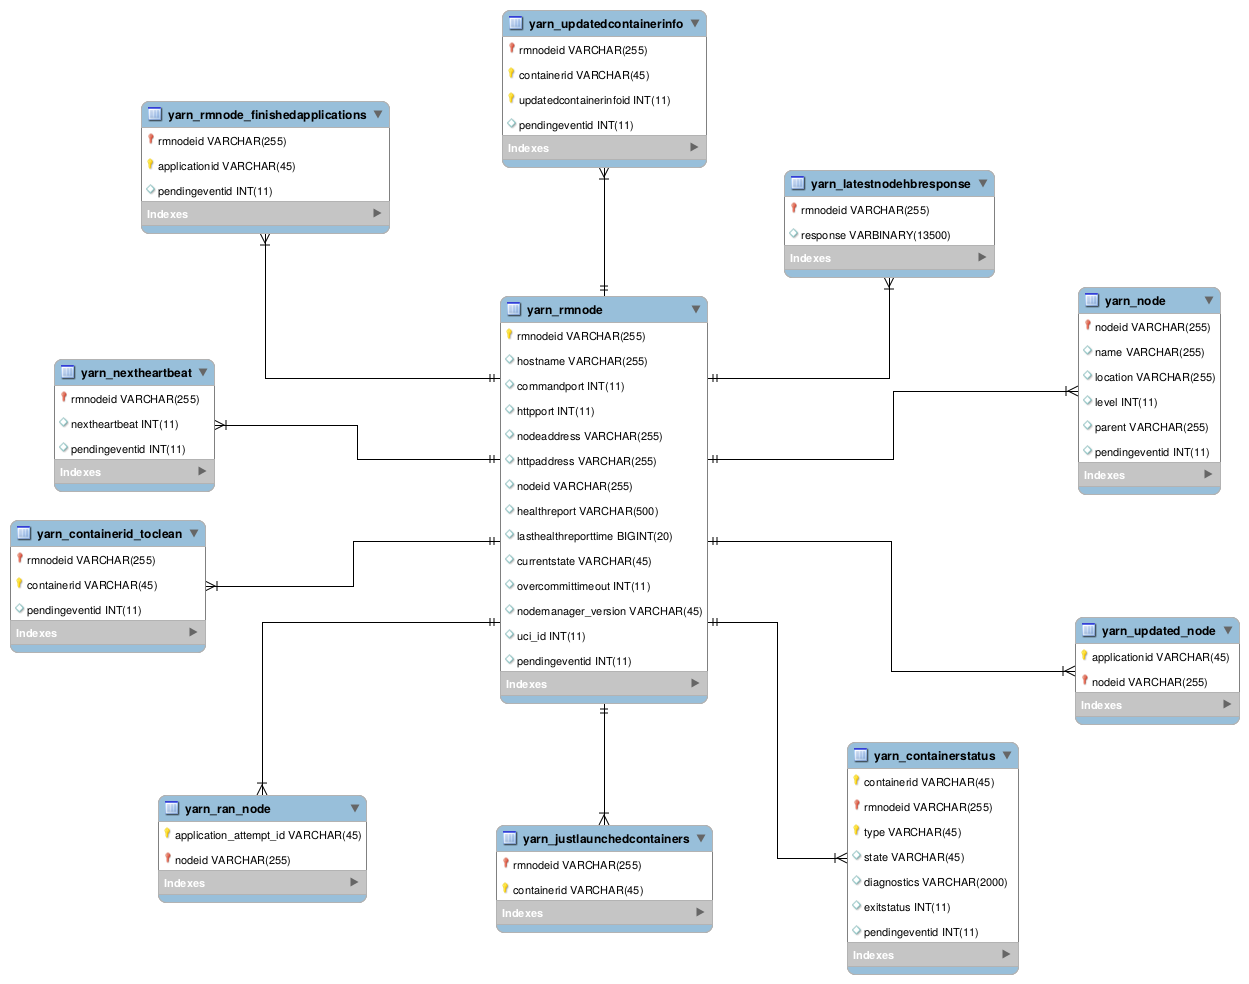 yarn_updatedcontainerinfo
rmnodeid VARCHAR(255)
containerid VARCHAR(45)
updatedcontainerinfoid INT(11)
pendingeventid INT(11)
Indexes
yarn_rmnode_finishedapplications
rmnodeid VARCHAR(255)
applicationid VARCHAR(45)
pendingeventid INT(11)
Indexes
yarn_latestnodehbresponse
rmnodeid VARCHAR(255)
response VARBINARY(13500)
Indexes
yarn_node
nodeid VARCHAR(255)
name VARCHAR(255)
location VARCHAR(255)
level INT(11)
parent VARCHAR(255)
pendingeventid INT(11)
Indexes
yarn_rmnode
rmnodeid VARCHAR(255)
hostname VARCHAR(255)
commandport INT(11)
httpport INT(11)
nodeaddress VARCHAR(255)
httpaddress VARCHAR(255)
nodeid VARCHAR(255)
healthreport VARCHAR(500)
lasthealthreporttime BIGINT(20)
currentstate VARCHAR(45)
overcommittimeout INT(11)
nodemanager_version VARCHAR(45)
uci_id INT(11)
pendingeventid INT(11)
Indexes
yarn_nextheartbeat
rmnodeid VARCHAR(255)
nextheartbeat INT(11)
pendingeventid INT(11)
Indexes
yarn_containerid_toclean
rmnodeid VARCHAR(255)
containerid VARCHAR(45)
pendingeventid INT(11)
Indexes
yarn_updated_node
applicationid VARCHAR(45)
nodeid VARCHAR(255)
Indexes
yarn_containerstatus
containerid VARCHAR(45)
rmnodeid VARCHAR(255)
type VARCHAR(45)
state VARCHAR(45)
diagnostics VARCHAR(2000)
exitstatus INT(11)
pendingeventid INT(11)
Indexes
yarn_ran_node
application_attempt_id VARCHAR(45)
nodeid VARCHAR(255)
Indexes
yarn_justlaunchedcontainers
rmnodeid VARCHAR(255)
containerid VARCHAR(45)
Indexes